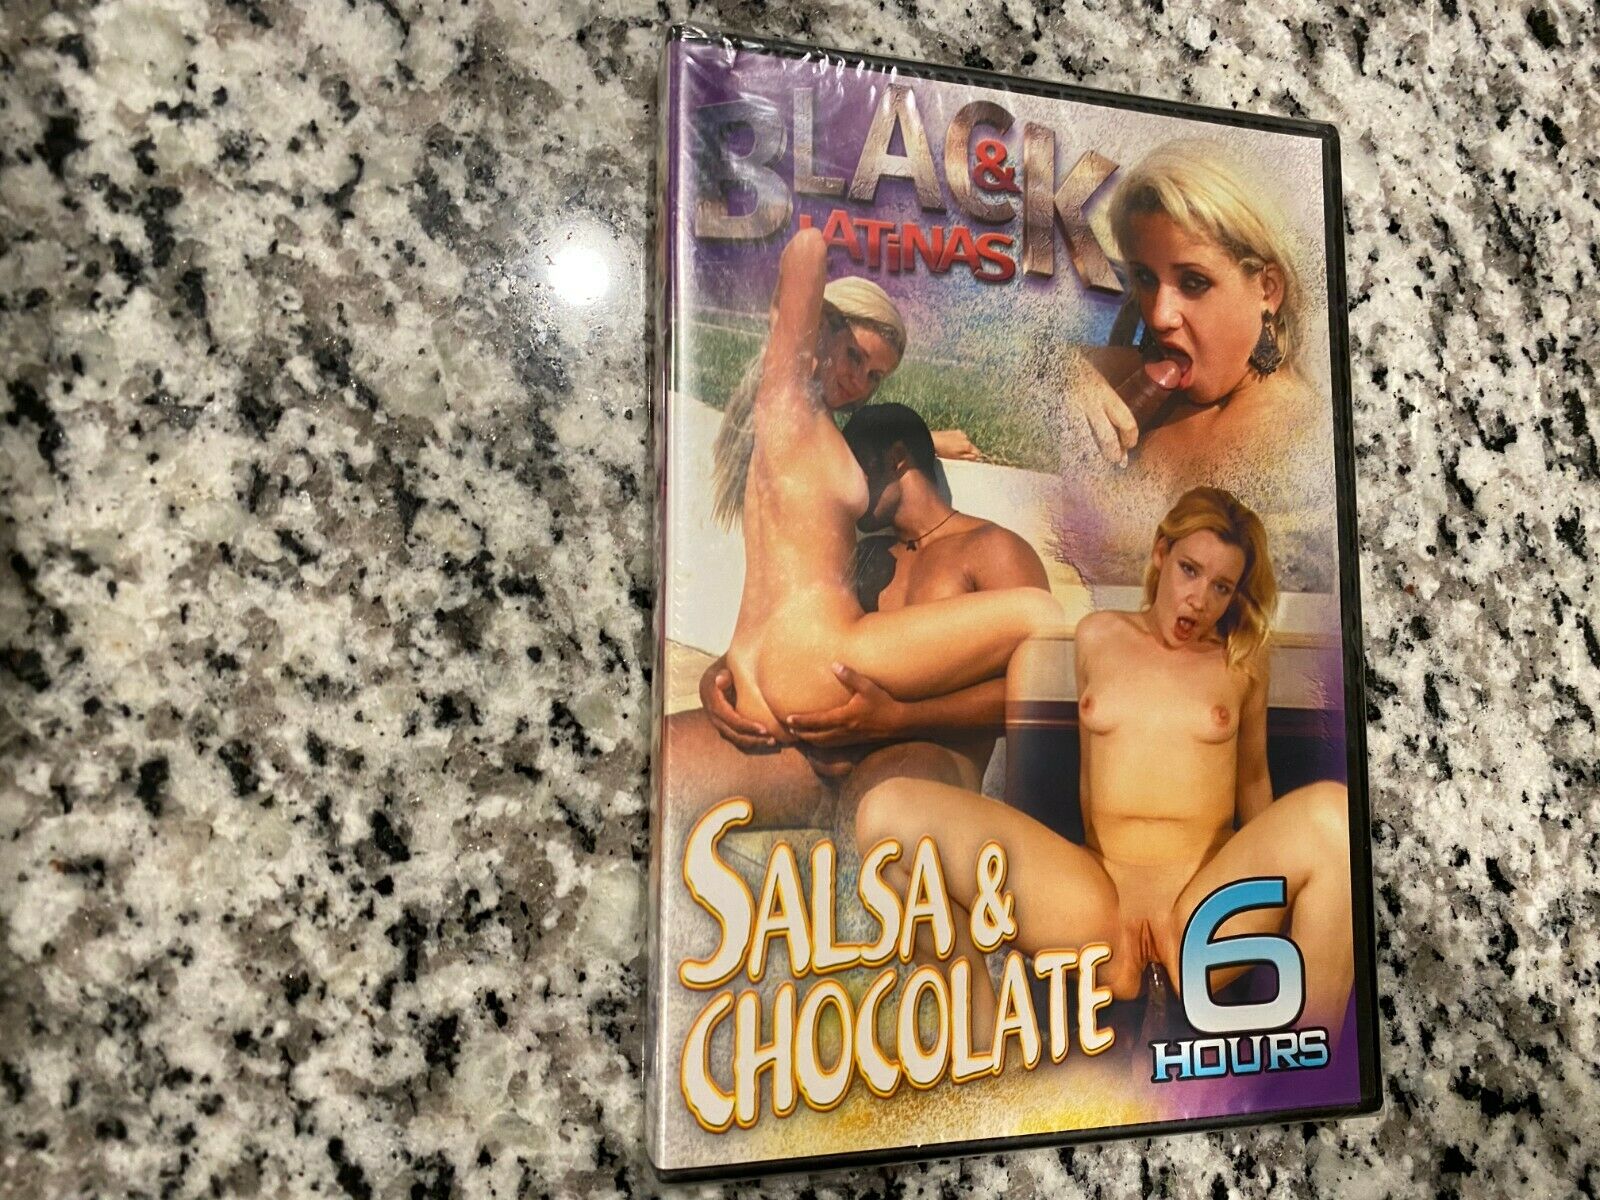 BLACK
&
LATiNAS
SALSA &
CHOCOLATE
6
HOURS